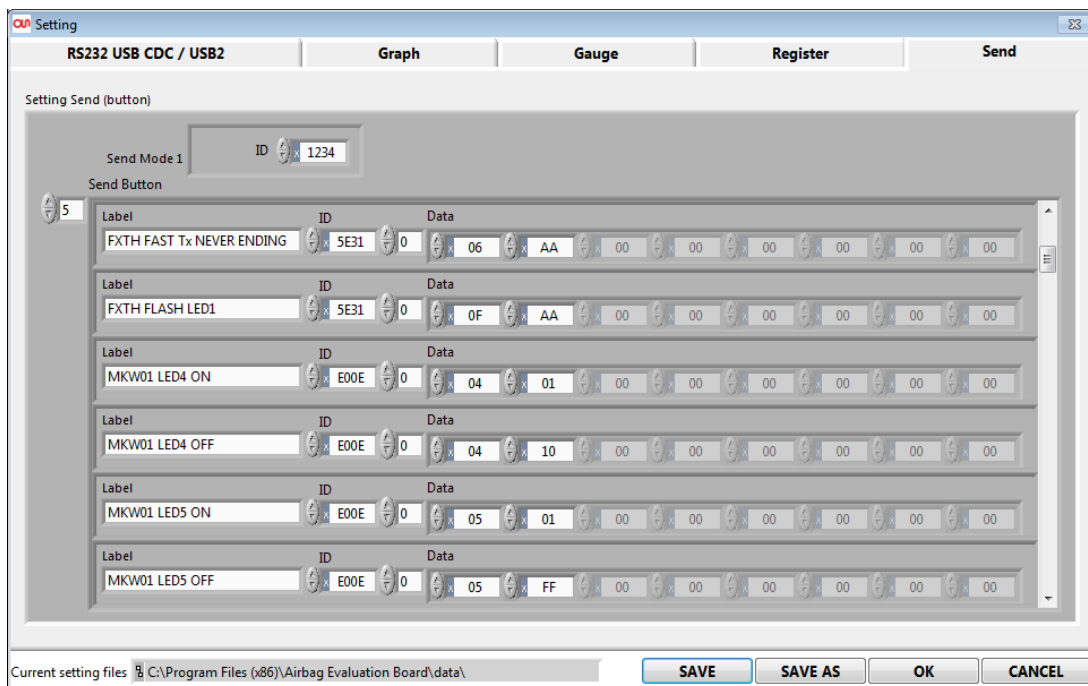 OLN Setting
RS232 USB CDC / USB2 Graph Gauge Register Send
Setting Send (button)
Send Mode 1 ID x 1234
Send Button
5
Label ID Data
FXTH FAST Tx NEVER ENDING x 5E31 0 x 06 x AA x 00 x 00 x 00 x 00 x 00 x 00
Label ID Data
FXTH FLASH LED1 x 5E31 0 x 0F x AA x 00 x 00 x 00 x 00 x 00 x 00
Label ID Data
MKW01 LED4 ON x E00E 0 x 04 x 01 x 00 x 00 x 00 x 00 x 00 x 00
Label ID Data
MKW01 LED4 OFF x E00E 0 x 04 x 10 x 00 x 00 x 00 x 00 x 00 x 00
Label ID Data
MKW01 LED5 ON x E00E 0 x 05 x 01 x 00 x 00 x 00 x 00 x 00 x 00
Label ID Data
MKW01 LED5 OFF x E00E 0 x 05 x FF x 00 x 00 x 00 x 00 x 00 x 00
Current setting files C:\Program Files (x86)\Airbag Evaluation Board\data\ SAVE SAVE AS OK CANCEL